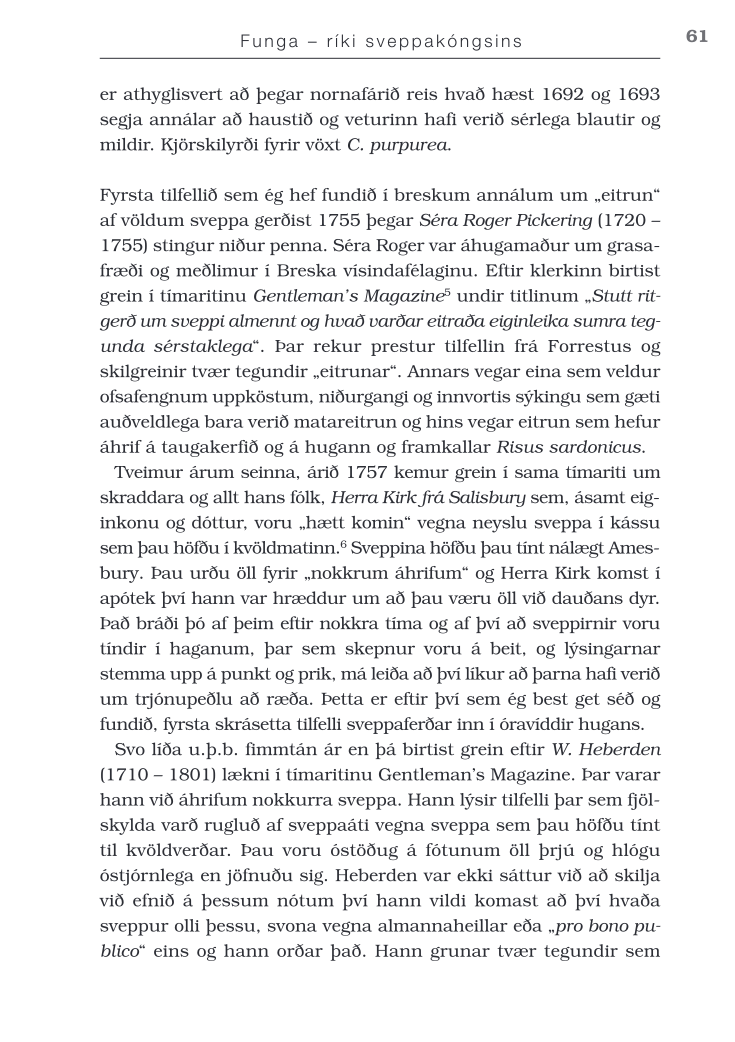 Funga – ríki sveppakóngsins
61
er athyglisvert að þegar nornafárið reis hvað hæst 1692 og 1693
segja annálar að haustið og veturinn hafi verið sérlega blautir og
mildir. Kjörskilyrði fyrir vöxt C. purpurea.
Fyrsta tilfellið sem ég hef fundið í breskum annálum um „eitrun“
af völdum sveppa gerðist 1755 þegar Séra Roger Pickering (1720 –
1755) stingur niður penna. Séra Roger var áhugamaður um grasa-
fræði og meðlimur í Breska vísindafélaginu. Eftir klerkinn birtist
grein í tímaritinu Gentleman’s Magazine⁵ undir titlinum „Stutt rit-
gerð um sveppi almennt og hvað varðar eitraða eiginleika sumra teg-
unda sérstaklega“. Þar rekur prestur tilfellin frá Forrestus og
skilgreinir tvær tegundir „eitrunar“. Annars vegar eina sem veldur
ofsafengnum uppköstum, niðurgangi og innvortis sýkingu sem gæti
auðveldlega bara verið matareitrun og hins vegar eitrun sem hefur
áhrif á taugakerfið og á hugann og framkallar Risus sardonicus.
Tveimur árum seinna, árið 1757 kemur grein í sama tímariti um
skraddara og allt hans fólk, Herra Kirk frá Salisbury sem, ásamt eig-
inkonu og dóttur, voru „hætt komin“ vegna neyslu sveppa í kássu
sem þau höfðu í kvöldmatinn.⁶ Sveppina höfðu þau tínt nálægt Ames-
bury. Þau urðu öll fyrir „nokkrum áhrifum“ og Herra Kirk komst í
apótek því hann var hræddur um að þau væru öll við dauðans dyr.
Það bráði þó af þeim eftir nokkra tíma og af því að sveppirnir voru
tíndir í haganum, þar sem skepnur voru á beit, og lýsingarnar
stemma upp á punkt og prik, má leiða að því líkur að þarna hafi verið
um trjónupeðlu að ræða. Þetta er eftir því sem ég best get séð og
fundið, fyrsta skrásetta tilfelli sveppaferðar inn í óravíddir hugans.
Svo líða u.þ.b. fimmtán ár en þá birtist grein eftir W. Heberden
(1710 – 1801) lækni í tímaritinu Gentleman’s Magazine. Þar varar
hann við áhrifum nokkurra sveppa. Hann lýsir tilfelli þar sem fjöl-
skylda varð rugluð af sveppaáti vegna sveppa sem þau höfðu tínt
til kvöldverðar. Þau voru óstöðug á fótunum öll þrjú og hlógu
óstjórnlega en jöfnuðu sig. Heberden var ekki sáttur við að skilja
við efnið á þessum nótum því hann vildi komast að því hvaða
sveppur olli þessu, svona vegna almannaheillar eða „pro bono pu-
blico“ eins og hann orðar það. Hann grunar tvær tegundir sem